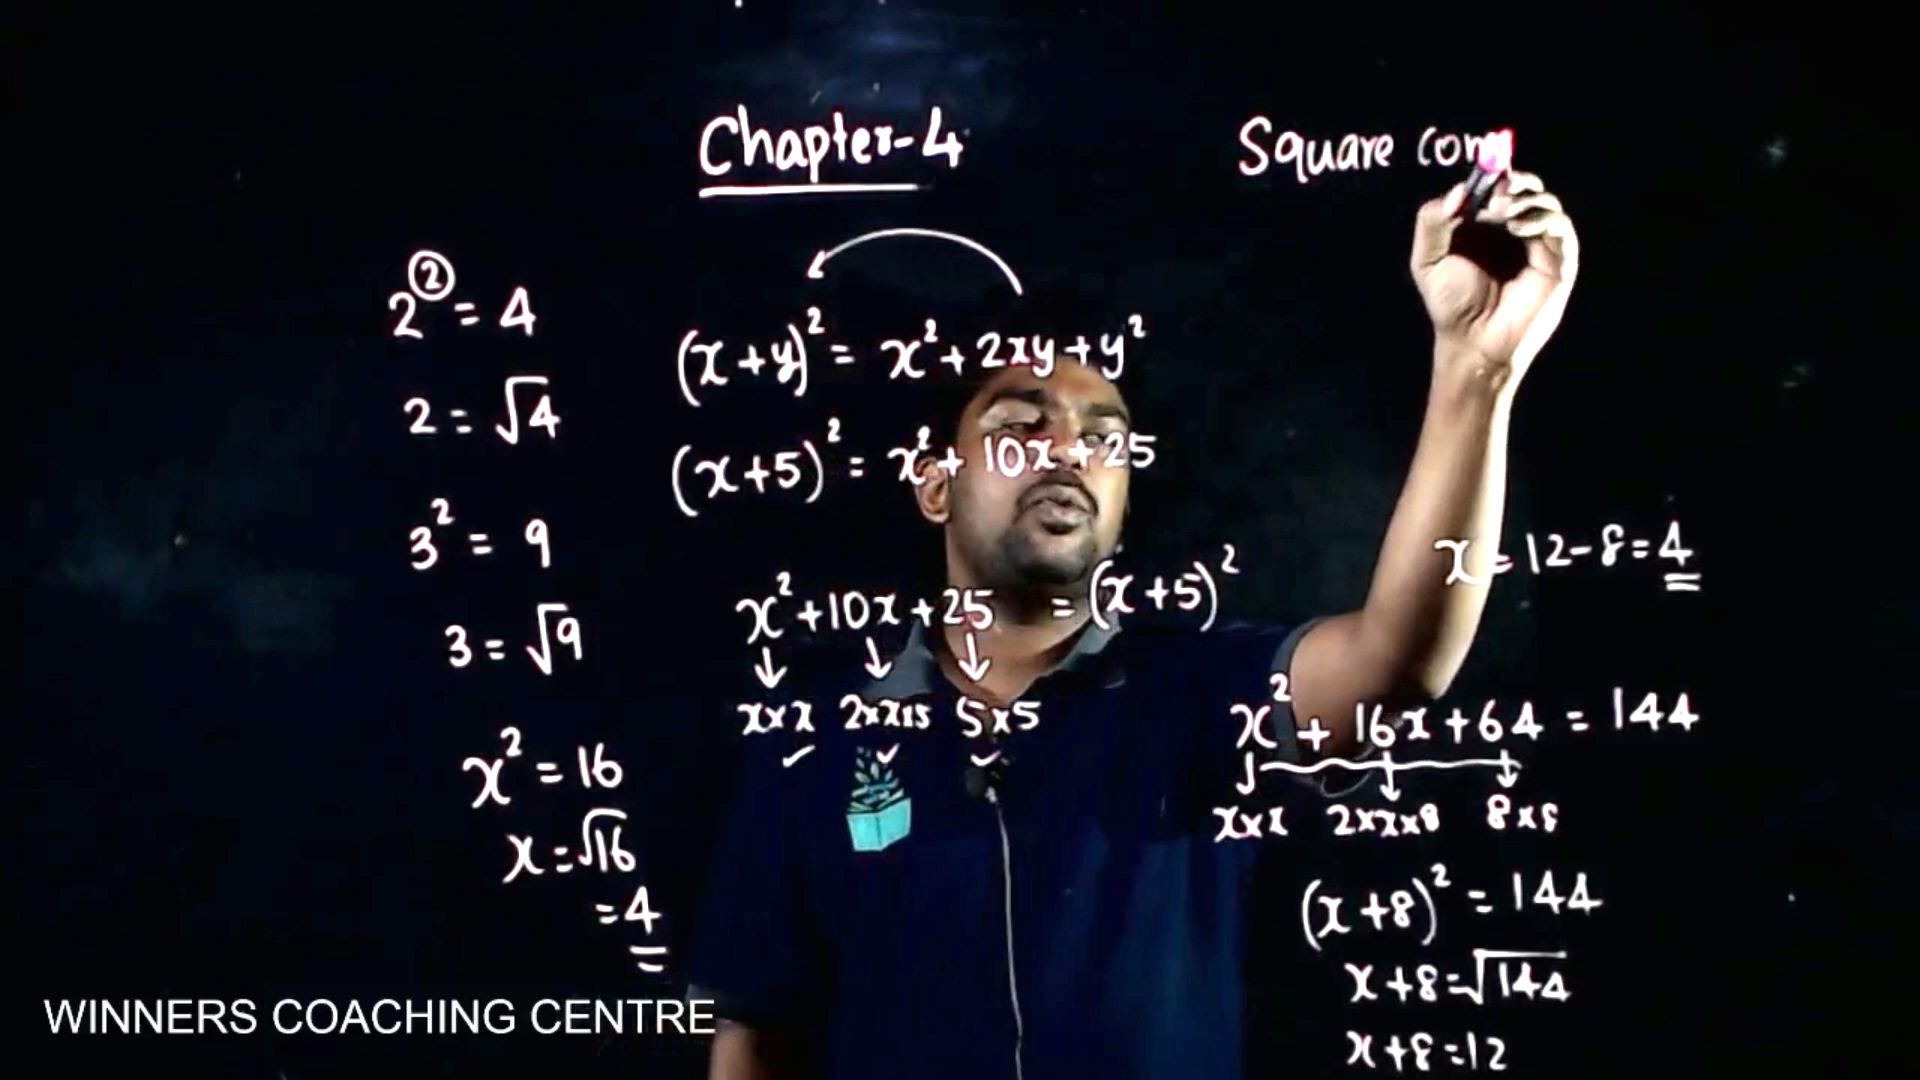 Chapter-4
2² = 4
2 = √4
3² = 9
3 = √9
x² = 16
x = √16
= 4
(x+y)² = x² + 2xy + y²
(x+5)² = x² + 10x + 25
x² + 10x + 25 = (x+5)²
x×x 2×x×5 5×5
Square com
x = 12-8 = 4
x² + 16x + 64 = 144
x×x 2×x×8 8×8
(x+8)² = 144
x+8 = √144
x+8 = 12
WINNERS COACHING CENTRE